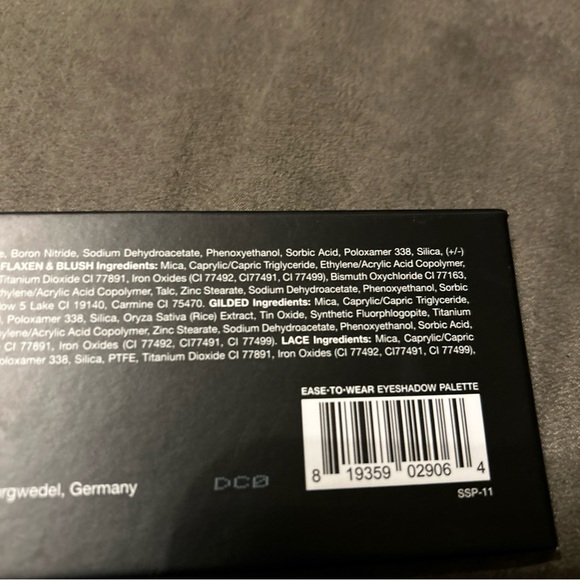 e, Boron Nitride, Sodium Dehydroacetate, Phenoxyethanol, Sorbic Acid, Poloxamer 338, Silica, (+/-)
FLAXEN & BLUSH Ingredients: Mica, Caprylic/Capric Triglyceride, Ethylene/Acrylic Acid Copolymer,
Titanium Dioxide CI 77891, Iron Oxides (CI 77492, CI77491, CI 77499), Bismuth Oxychloride CI 77163,
hylene/Acrylic Acid Copolymer, Talc, Zinc Stearate, Sodium Dehydroacetate, Phenoxyethanol, Sorbic
ow 5 Lake CI 19140, Carmine CI 75470. GILDED Ingredients: Mica, Caprylic/Capric Triglyceride,
, Poloxamer 338, Silica, Oryza Sativa (Rice) Extract, Tin Oxide, Synthetic Fluorphlogopite, Titanium
ylene/Acrylic Acid Copolymer, Zinc Stearate, Sodium Dehydroacetate, Phenoxyethanol, Sorbic Acid,
CI 77891, Iron Oxides (CI 77492, CI77491, CI 77499). LACE Ingredients: Mica, Caprylic/Capric
oloxamer 338, Silica, PTFE, Titanium Dioxide CI 77891, Iron Oxides (CI 77492, CI77491, CI 77499),
EASE-TO-WEAR EYESHADOW PALETTE
8 19359 02906 4
SSP-11
rgwedel, Germany
DC0